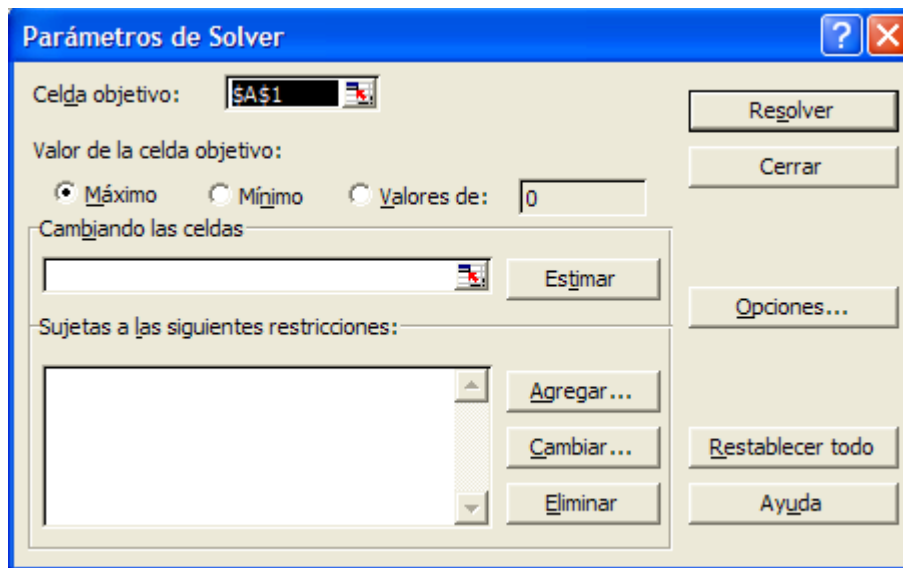 Parámetros de Solver
Celda objetivo: $A$1
Resolver
Valor de la celda objetivo:
Cerrar
Máximo Mínimo Valores de: 0
Cambiando las celdas
Estimar
Opciones...
Sujetas a las siguientes restricciones:
Agregar...
Cambiar... Restablecer todo
Eliminar Ayuda